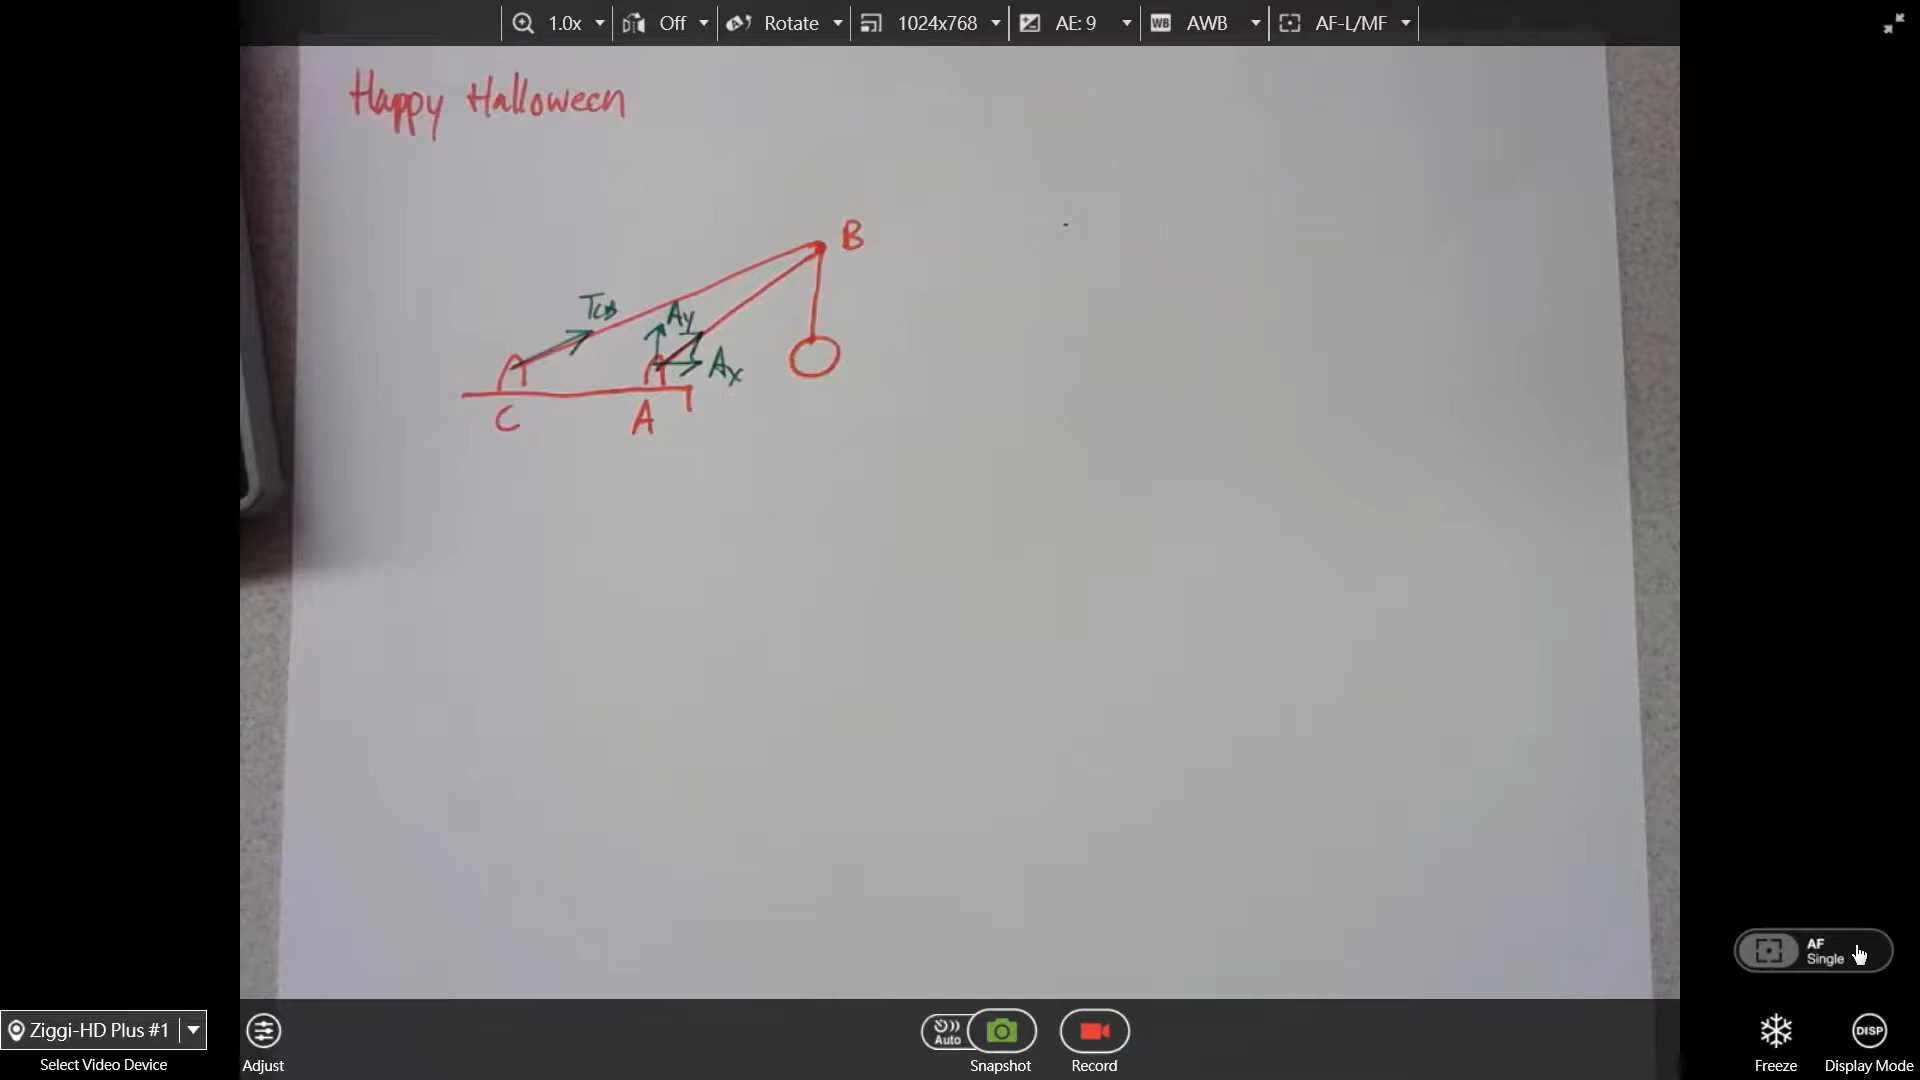 1.0x Off Rotate 1024x768 AE: 9 WB AWB AF-L/MF
Happy Halloween
B
TCB
Ay
Ax
C A
AF
Single
Ziggi-HD Plus #1
Select Video Device
Adjust
Auto
Snapshot
Record
Freeze
DISP
Display Mode